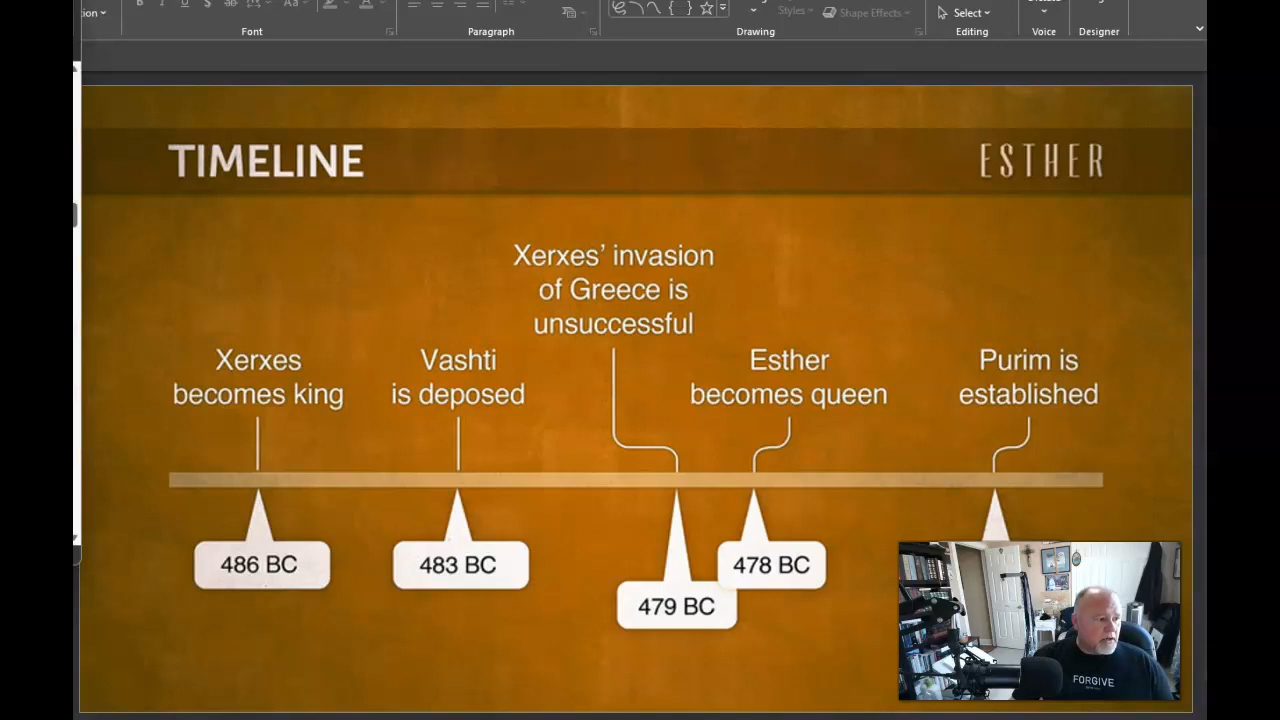 Aa
Styles
Shape Effects
Select
Font
Paragraph
Drawing
Editing
Voice
Designer
TIMELINE
ESTHER
Xerxes’ invasion
of Greece is
unsuccessful
Xerxes
becomes king
Vashti
is deposed
Esther
becomes queen
Purim is
established
486 BC
483 BC
478 BC
479 BC
FORGIVE